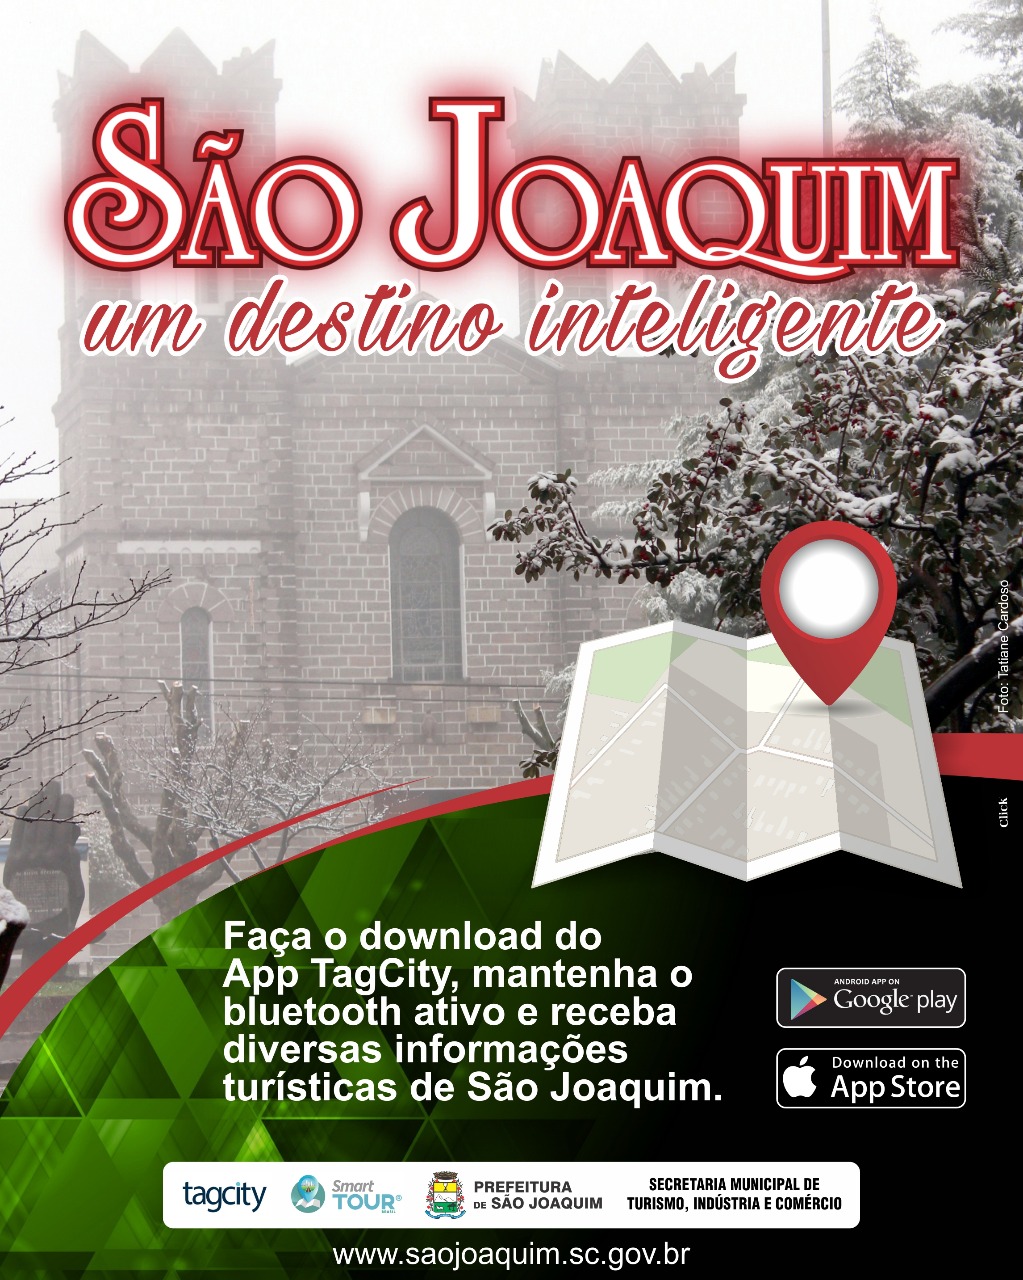 SÃO JOAQUIM
um destino inteligente
Foto: Tatiane Cardoso
Click
Faça o download do
App TagCity, mantenha o
bluetooth ativo e receba
diversas informações
turísticas de São Joaquim.
ANDROID APP ON
Google play
Download on the
App Store
tagcity
Smart
TOUR®
BRASIL
PREFEITURA
DE SÃO JOAQUIM
SECRETARIA MUNICIPAL DE
TURISMO, INDÚSTRIA E COMÉRCIO
www.saojoaquim.sc.gov.br